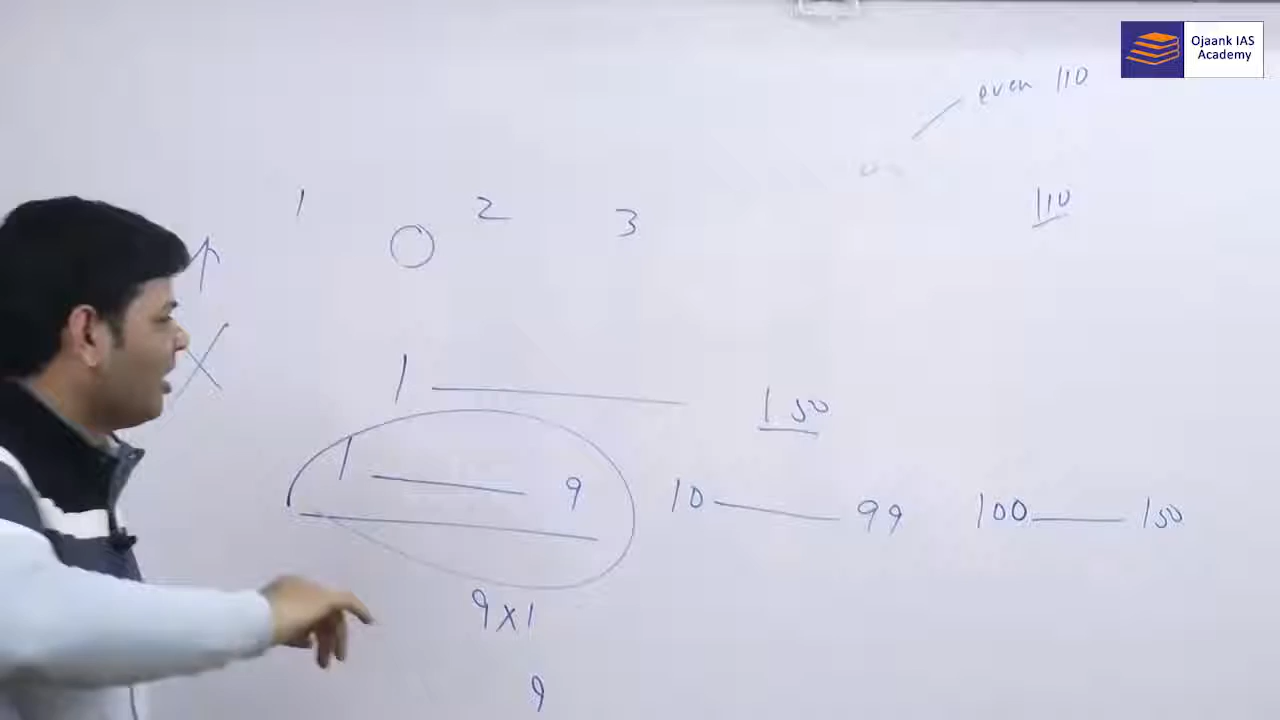 Ojaank IAS
Academy
even 110
110
1 2 3
1 150
1 9 10 99 100 150
9x1
9